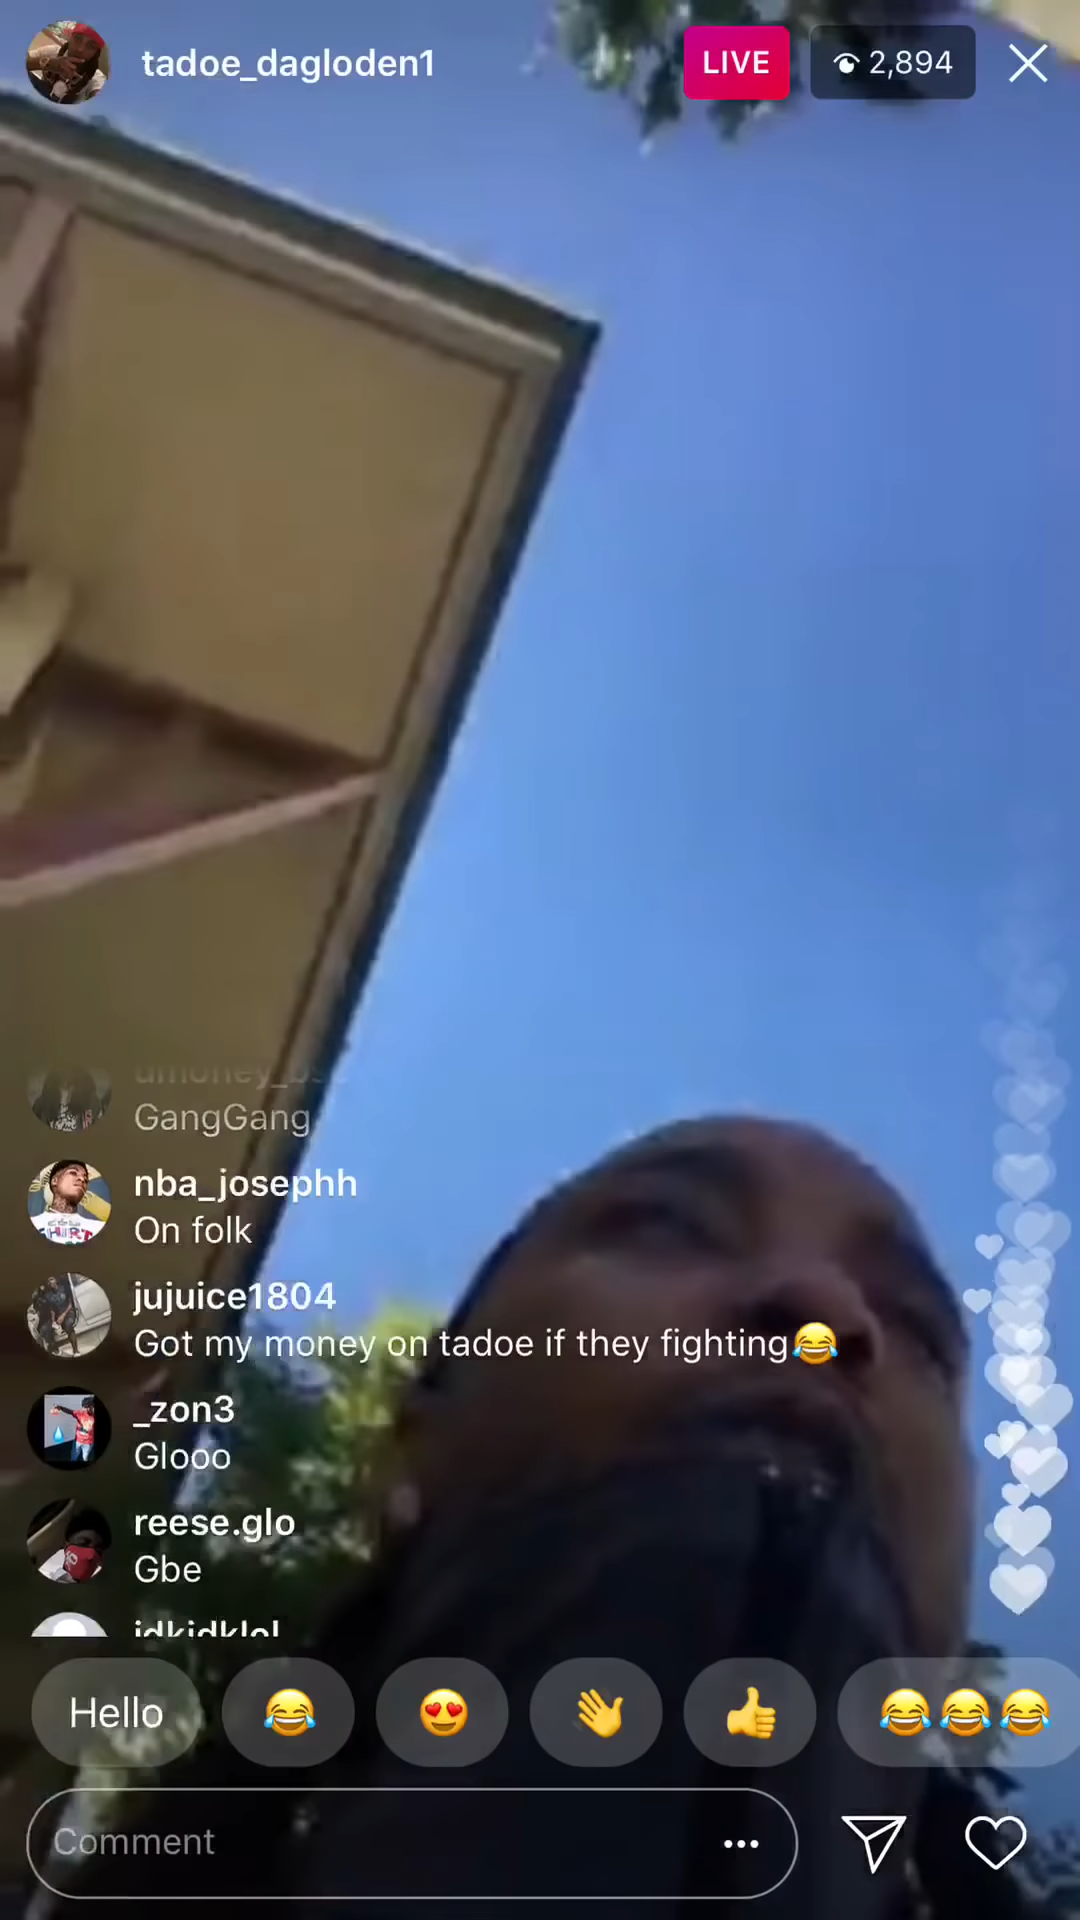 tadoe_dagloden1
LIVE
2,894
GangGang
nba_josephh
On folk
jujuice1804
Got my money on tadoe if they fighting😂
_zon3
Glooo
reese.glo
Gbe
idkidklol
Hello
Comment